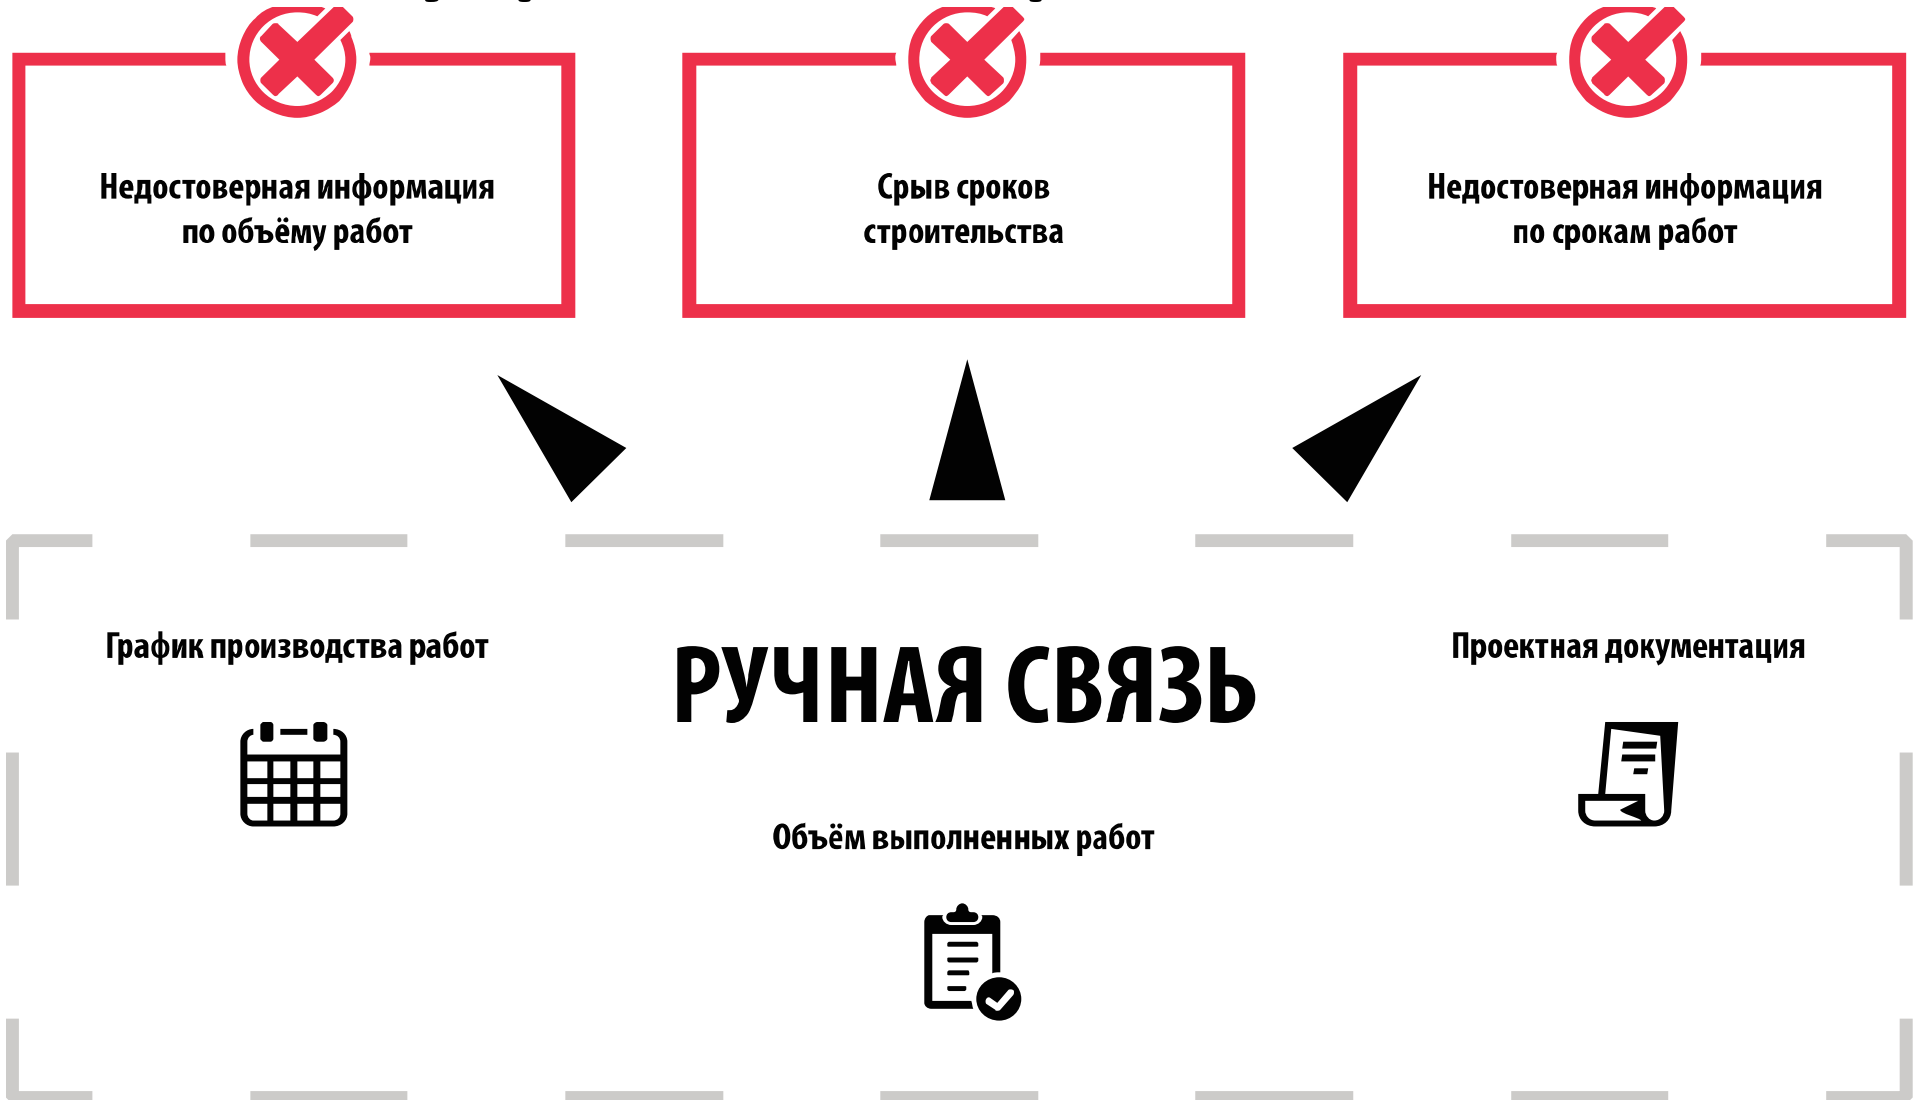 Недостоверная информация
по объёму работ
Срыв сроков
строительства
Недостоверная информация
по срокам работ
График производства работ
РУЧНАЯ СВЯЗЬ
Проектная документация
Объём выполненных работ